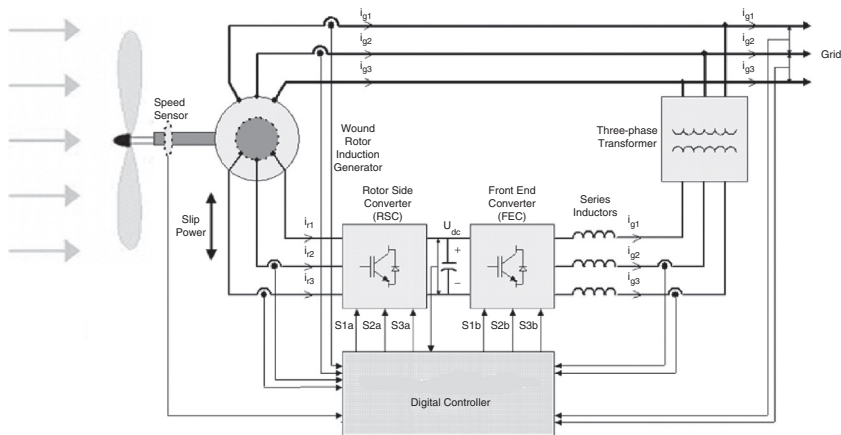 i_g1
i_g1
i_g2
i_g2
Grid
i_g3
i_g3
Speed
Sensor
Wound
Rotor
Induction
Generator
Three-phase
Transformer
Slip
Power
Rotor Side
Converter
(RSC)
U_dc
Front End
Converter
(FEC)
Series
Inductors
i_r1
i_r2
i_r3
+
–
i_g1
i_g2
i_g3
S1a S2a S3a
S1b S2b S3b
Digital Controller